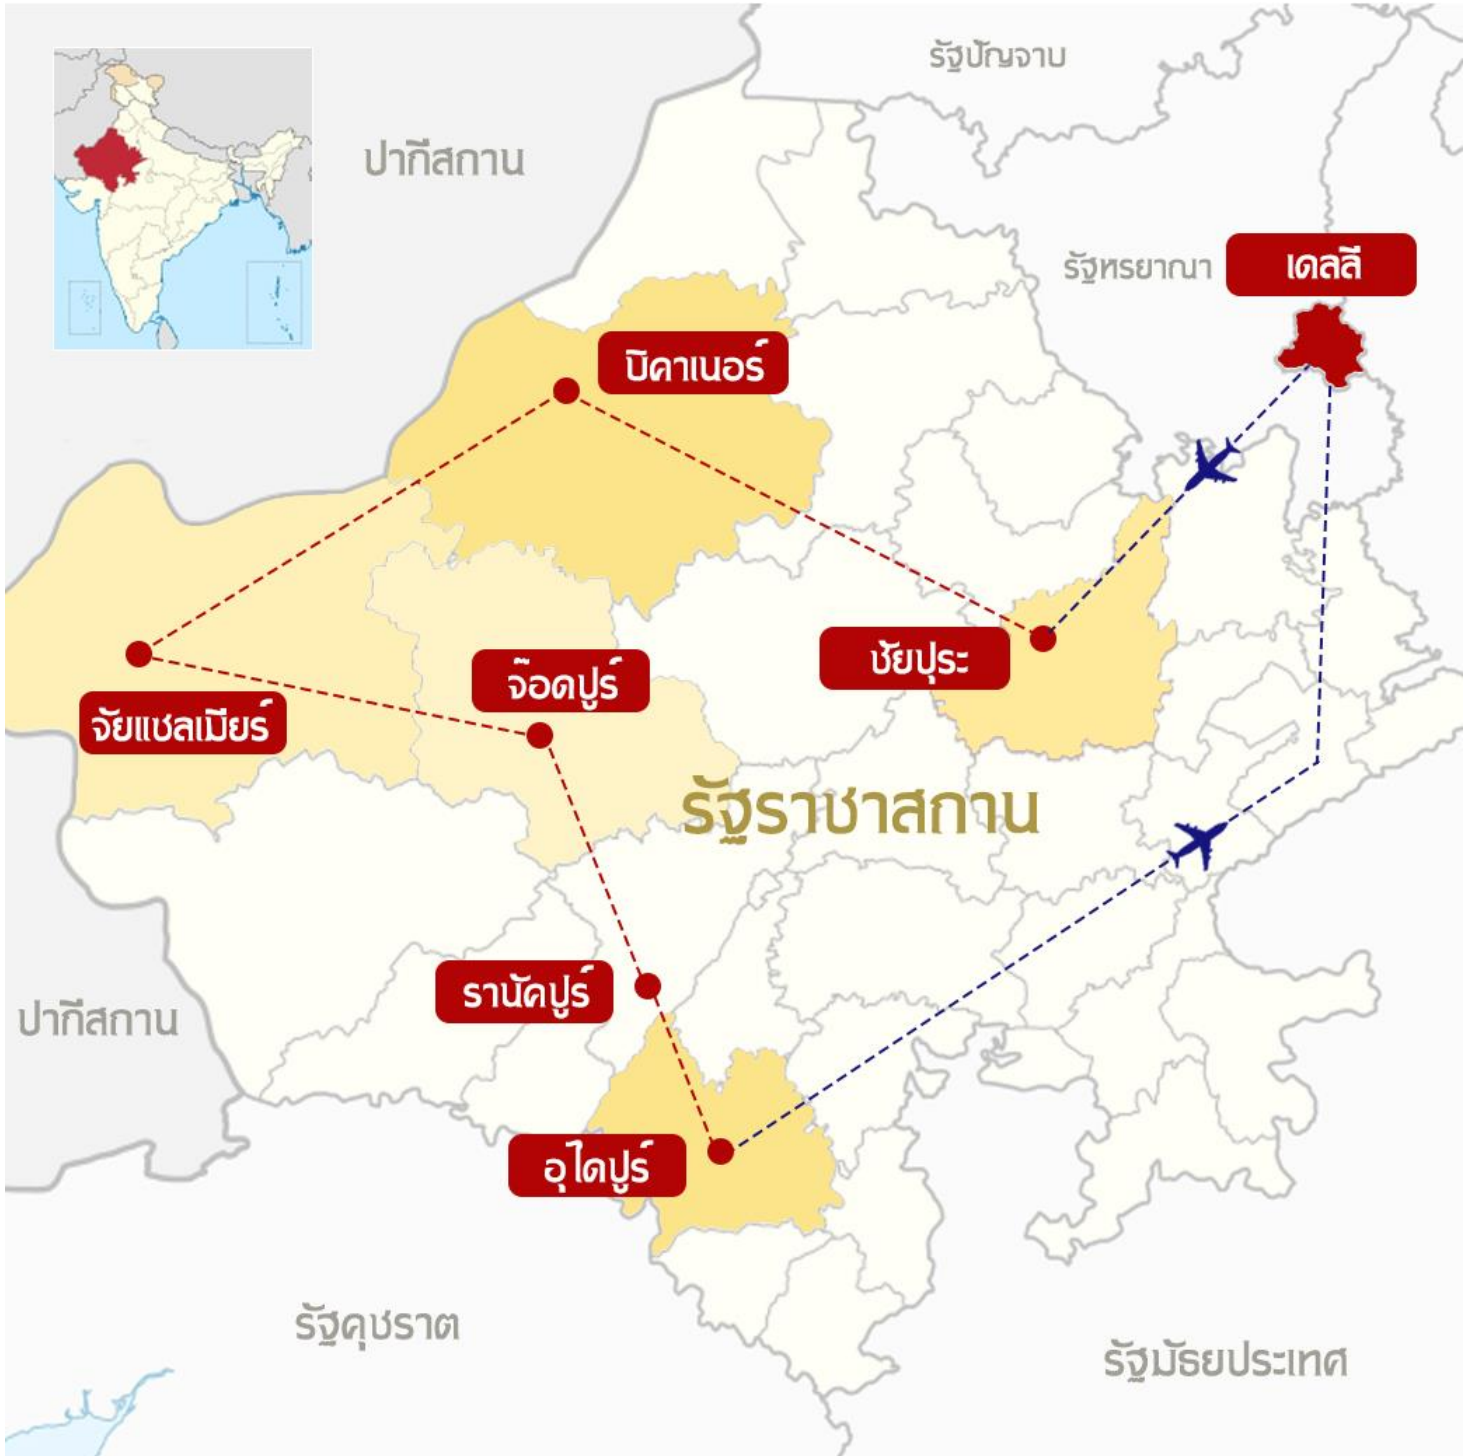 รัฐปัญจาบ
ปากีสถาน
รัฐหรยาณา
เดลลี
บิคาเนอร์
ชัยปุระ
จ๊อดปูร์
จัยแชลเมียร์
รัฐราชาสถาน
รานัคปูร์
ปากีสถาน
อุไดปูร์
รัฐคุชราต
รัฐมัธยประเทศ